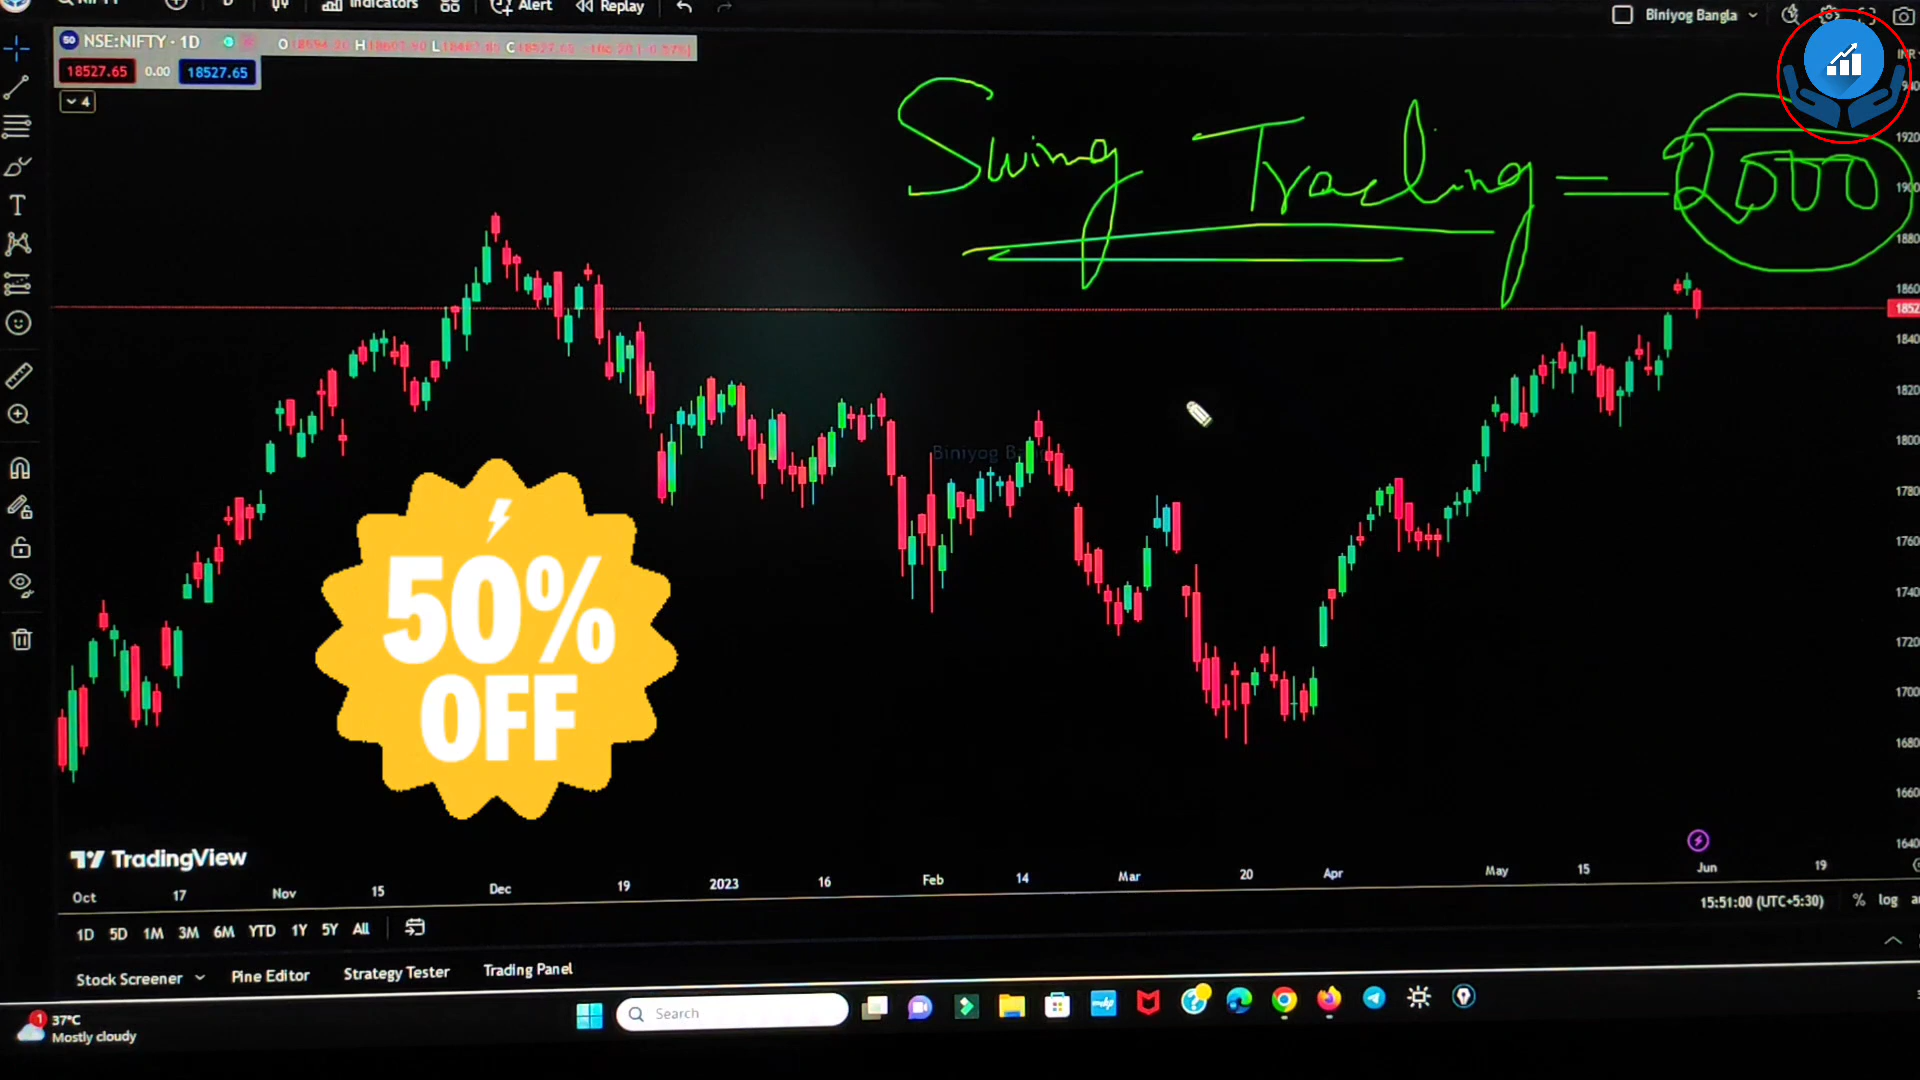 Indicators
Alert
Replay
Biniyog Bangla
NSE:NIFTY · 1D
18527.65 0.00 18527.65
4
Swing Trading = 2000
Biniyog
50%
OFF
TradingView
Oct 17 Nov 15 Dec 19 2023 16 Feb 14 Mar 20 Apr May 15 Jun 19
15:51:00 (UTC+5:30) % log
1D 5D 1M 3M 6M YTD 1Y 5Y All
Stock Screener Pine Editor Strategy Tester Trading Panel
Search
1 37°C
Mostly cloudy